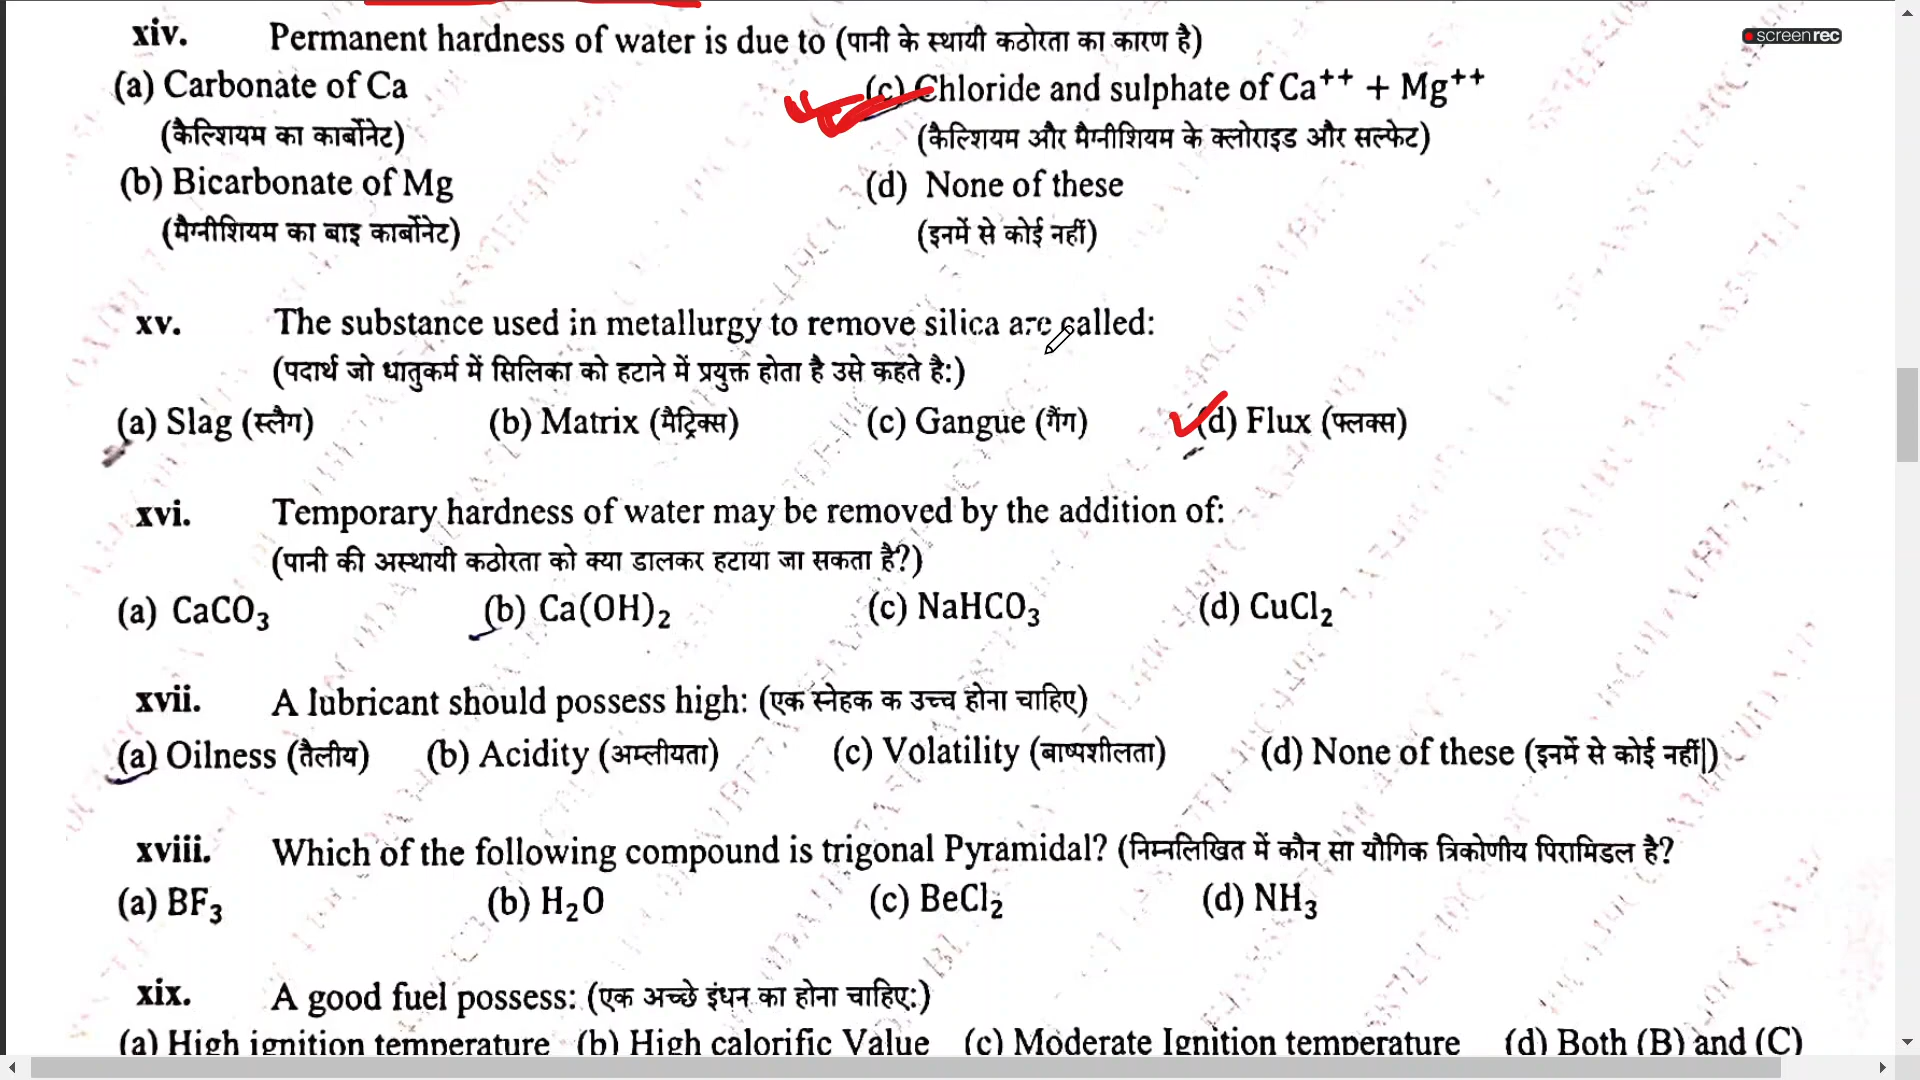 screenrec
xiv. Permanent hardness of water is due to (पानी के स्थायी कठोरता का कारण है)
(a) Carbonate of Ca (c) Chloride and sulphate of Ca⁺⁺ + Mg⁺⁺
(कैल्शियम का कार्बोनेट) (कैल्शियम और मैग्नीशियम के क्लोराइड और सल्फेट)
(b) Bicarbonate of Mg (d) None of these
(मैग्नीशियम का बाइ कार्बोनेट) (इनमें से कोई नहीं)
xv. The substance used in metallurgy to remove silica are called:
(पदार्थ जो धातुकर्म में सिलिका को हटाने में प्रयुक्त होता है उसे कहते है:)
(a) Slag (स्लैग) (b) Matrix (मैट्रिक्स) (c) Gangue (गैंग) (d) Flux (फ्लक्स)
xvi. Temporary hardness of water may be removed by the addition of:
(पानी की अस्थायी कठोरता को क्या डालकर हटाया जा सकता है?)
(a) CaCO₃ (b) Ca(OH)₂ (c) NaHCO₃ (d) CuCl₂
xvii. A lubricant should possess high: (एक स्नेहक क उच्च होना चाहिए)
(a) Oilness (तैलीय) (b) Acidity (अम्लीयता) (c) Volatility (बाष्पशीलता) (d) None of these (इनमें से कोई नहीं|)
xviii. Which of the following compound is trigonal Pyramidal? (निम्नलिखित में कौन सा यौगिक त्रिकोणीय पिरामिडल है?
(a) BF₃ (b) H₂O (c) BeCl₂ (d) NH₃
xix. A good fuel possess: (एक अच्छे इंधन का होना चाहिए:)
(a) High ignition temperature (b) High calorific Value (c) Moderate Ignition temperature (d) Both (B) and (C)